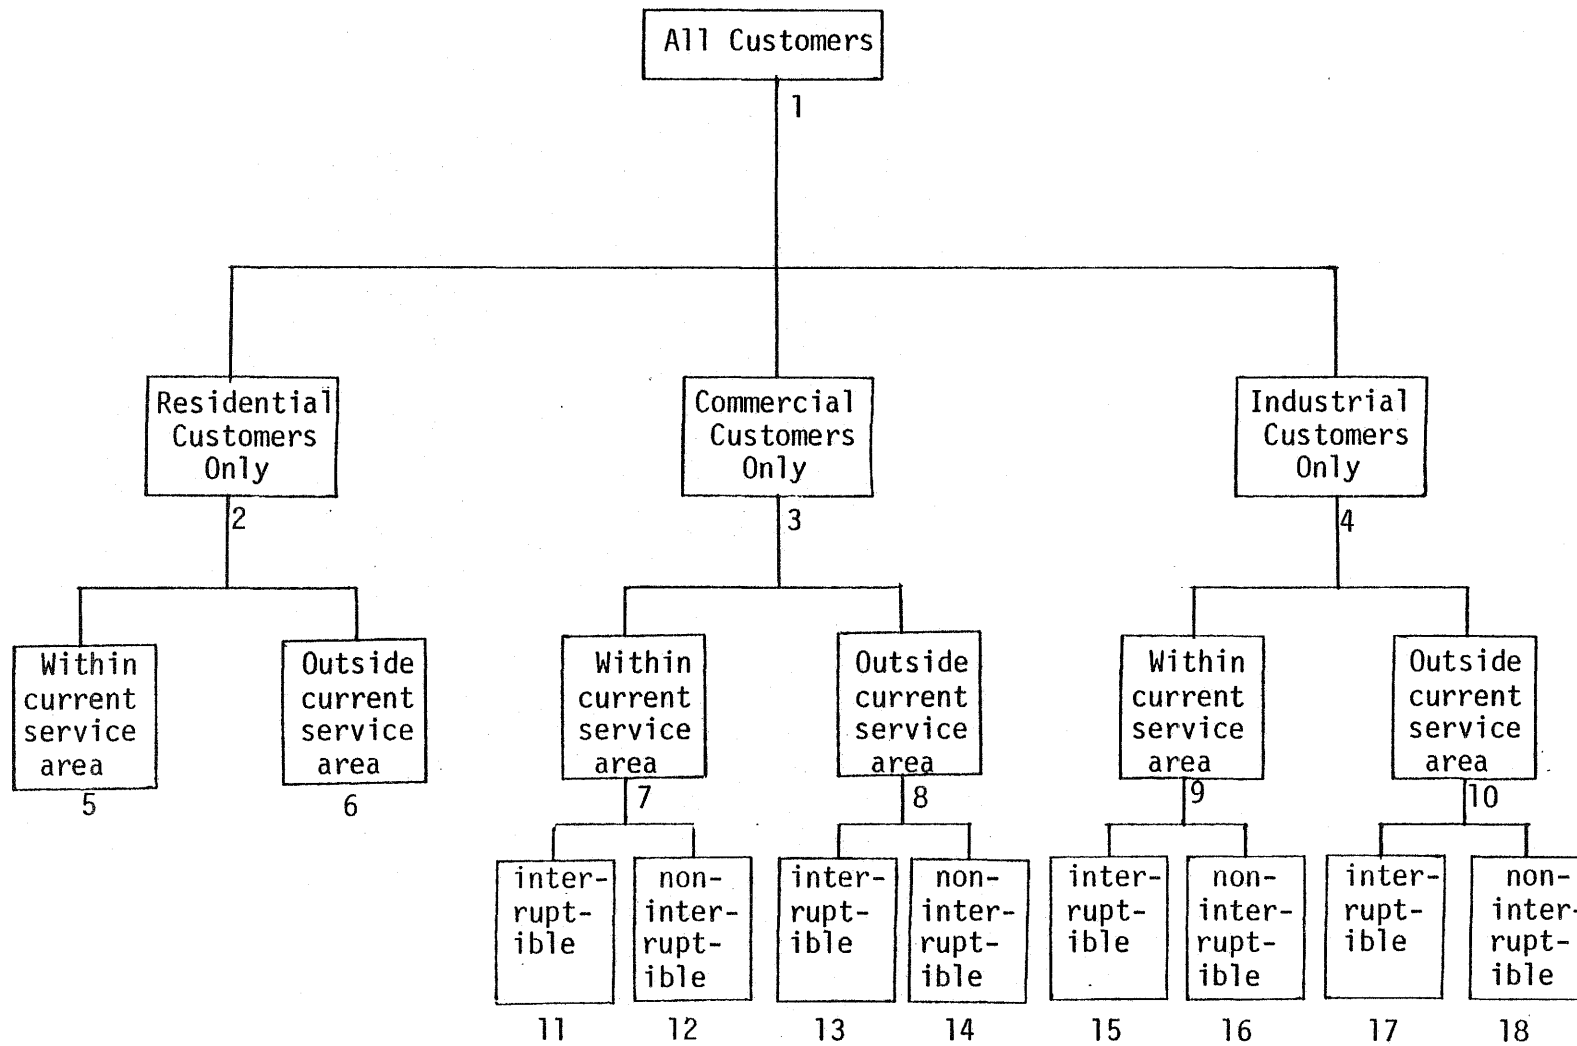 All Customers
1
Residential
Customers
Only
2
Commercial
Customers
Only
3
Industrial
Customers
Only
4
Within
current
service
area
5
Outside
current
service
area
6
Within
current
service
area
7
Outside
current
service
area
8
Within
current
service
area
9
Outside
current
service
area
10
inter-
rupt-
ible
11
non-
inter-
rupt-
ible
12
inter-
rupt-
ible
13
non-
inter-
rupt-
ible
14
inter-
rupt-
ible
15
non-
inter-
rupt-
ible
16
inter-
rupt-
ible
17
non-
inter-
rupt-
ible
18